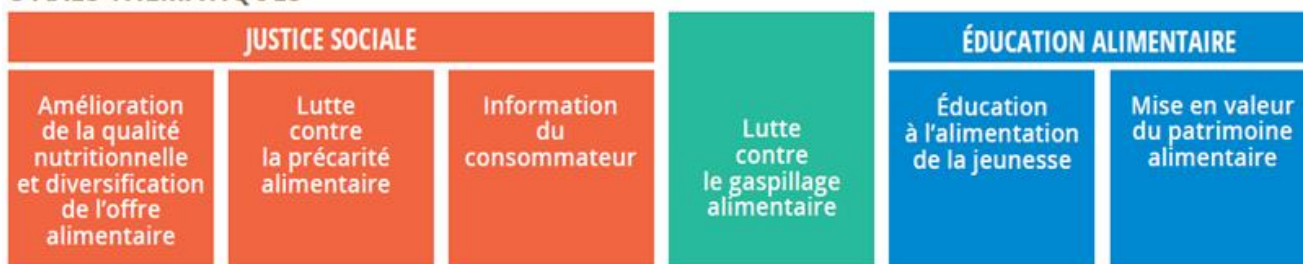 JUSTICE SOCIALE
Amélioration
de la qualité
nutritionnelle
et diversification
de l'offre
alimentaire
Lutte
contre
la précarité
alimentaire
Information
du
consommateur
Lutte
contre
le gaspillage
alimentaire
ÉDUCATION ALIMENTAIRE
Éducation
à l'alimentation
de la jeunesse
Mise en valeur
du patrimoine
alimentaire